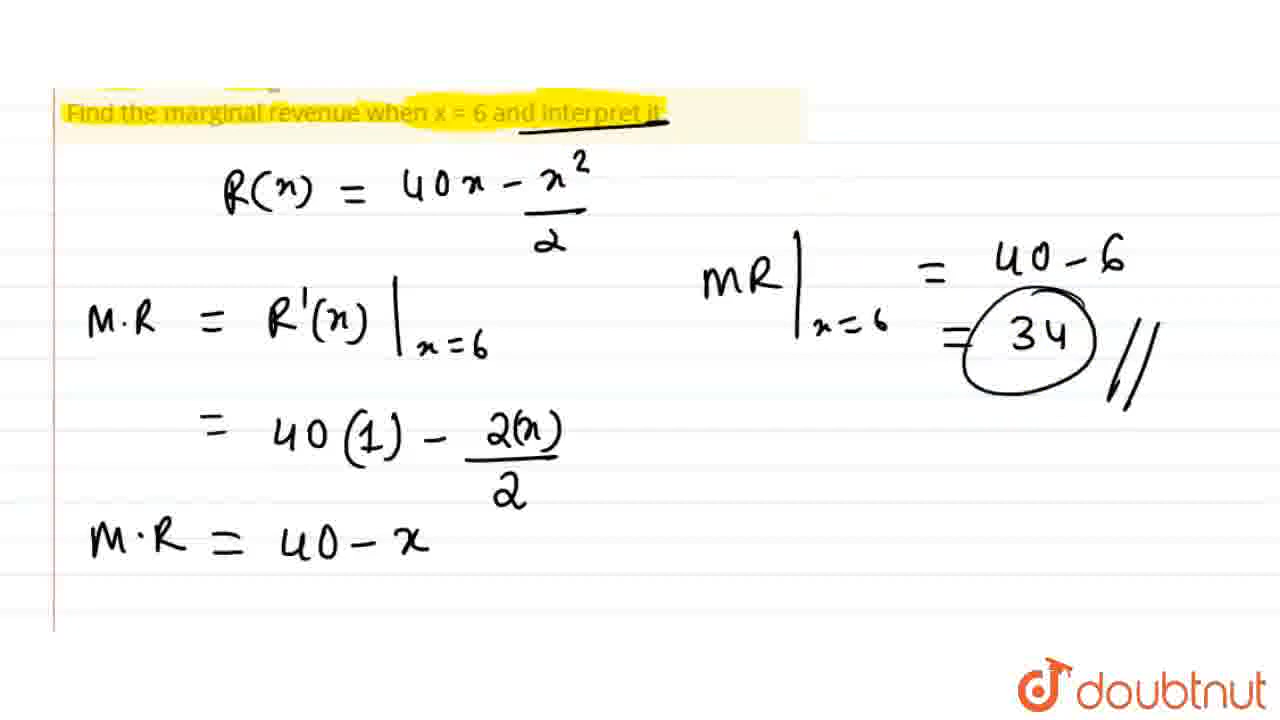 Find the marginal revenue when x = 6 and interpret it
R(x) = 40x - x²/2
M.R = R'(x) |x=6
= 40(1) - 2(x)/2
M.R = 40 - x
MR |x=6 = 40 - 6
= 34 //
doubtnut